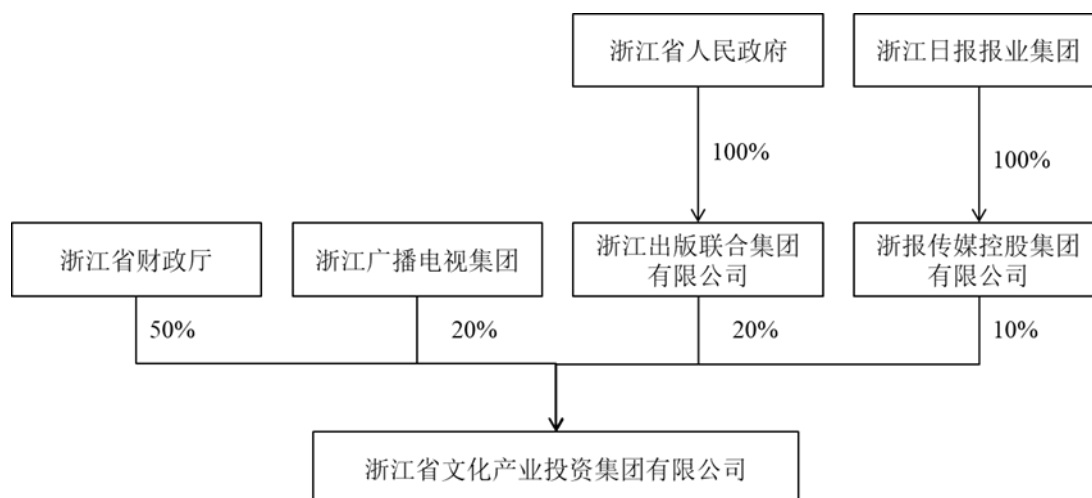 浙江省人民政府
浙江日报报业集团
100%
100%
浙江省财政厅
浙江广播电视集团
浙江出版联合集团
有限公司
浙报传媒控股集团
有限公司
50%
20%
20%
10%
浙江省文化产业投资集团有限公司